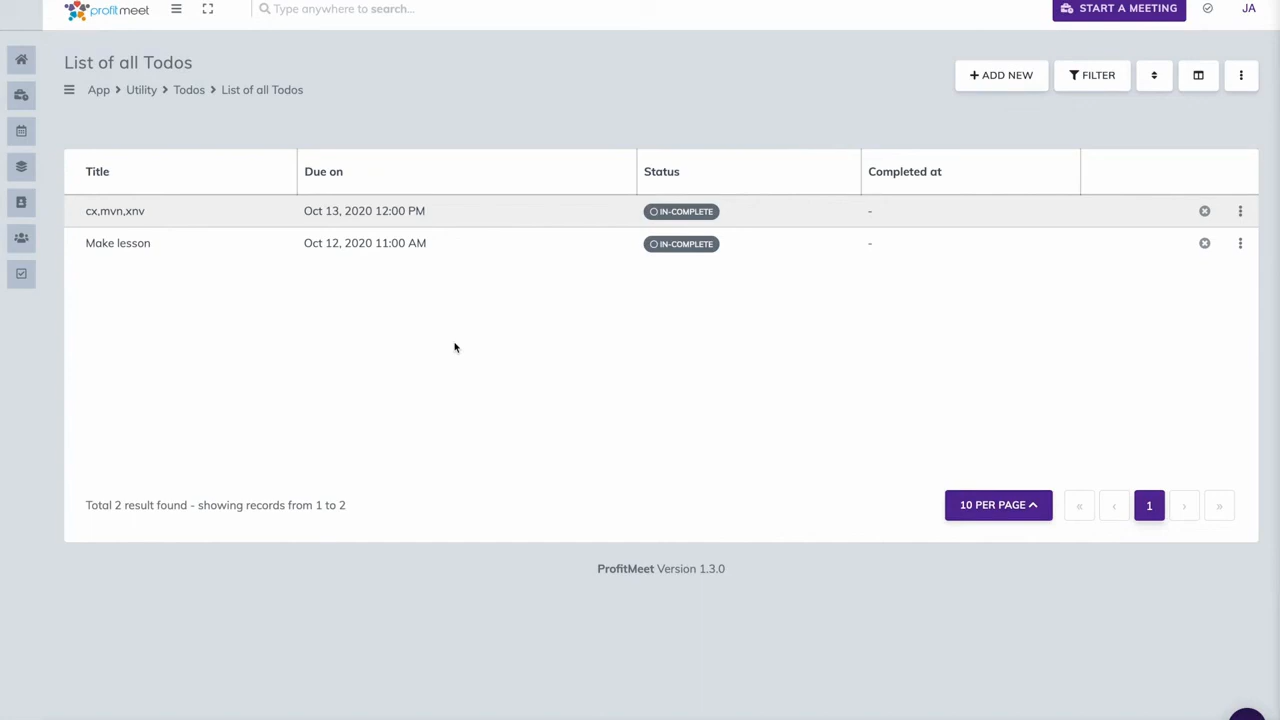 profitmeet
Type anywhere to search...
START A MEETING
JA
List of all Todos
App > Utility > Todos > List of all Todos
+ ADD NEW
FILTER
Title Due on Status Completed at
cx,mvn,xnv Oct 13, 2020 12:00 PM IN-COMPLETE -
Make lesson Oct 12, 2020 11:00 AM IN-COMPLETE -
Total 2 result found - showing records from 1 to 2
10 PER PAGE
« ‹ 1 › »
ProfitMeet Version 1.3.0